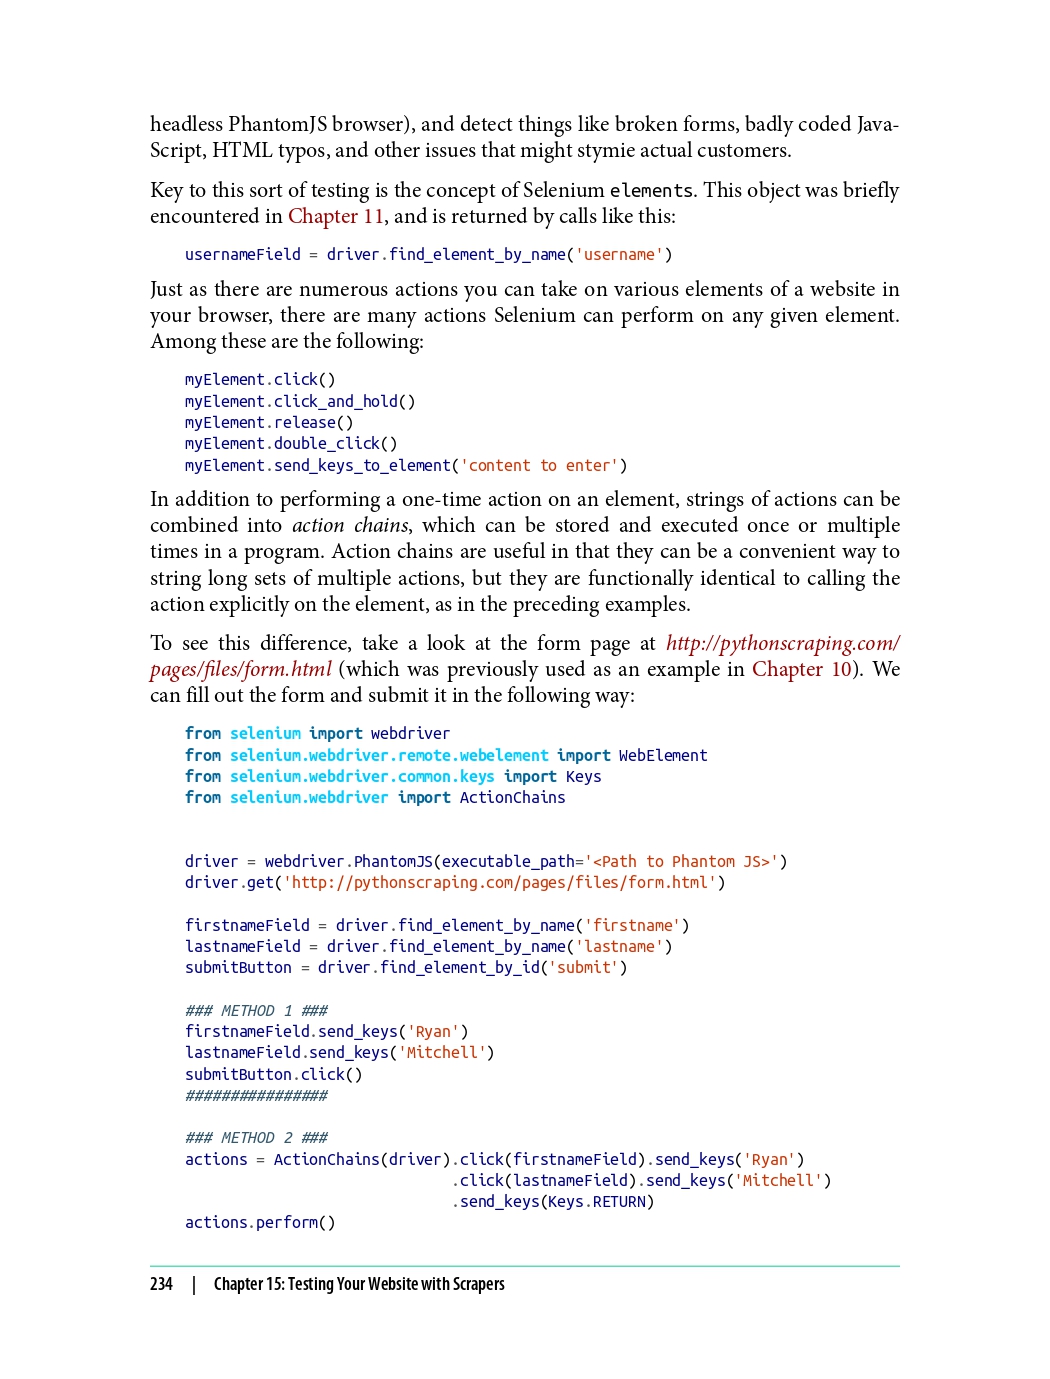 headless PhantomJS browser), and detect things like broken forms, badly coded Java-
Script, HTML typos, and other issues that might stymie actual customers.
Key to this sort of testing is the concept of Selenium elements. This object was briefly
encountered in Chapter 11, and is returned by calls like this:
usernameField = driver.find_element_by_name('username')
Just as there are numerous actions you can take on various elements of a website in
your browser, there are many actions Selenium can perform on any given element.
Among these are the following:
myElement.click()
myElement.click_and_hold()
myElement.release()
myElement.double_click()
myElement.send_keys_to_element('content to enter')
In addition to performing a one-time action on an element, strings of actions can be
combined into action chains, which can be stored and executed once or multiple
times in a program. Action chains are useful in that they can be a convenient way to
string long sets of multiple actions, but they are functionally identical to calling the
action explicitly on the element, as in the preceding examples.
To see this difference, take a look at the form page at http://pythonscraping.com/
pages/files/form.html (which was previously used as an example in Chapter 10). We
can fill out the form and submit it in the following way:
from selenium import webdriver
from selenium.webdriver.remote.webelement import WebElement
from selenium.webdriver.common.keys import Keys
from selenium.webdriver import ActionChains
driver = webdriver.PhantomJS(executable_path='<Path to Phantom JS>')
driver.get('http://pythonscraping.com/pages/files/form.html')
firstnameField = driver.find_element_by_name('firstname')
lastnameField = driver.find_element_by_name('lastname')
submitButton = driver.find_element_by_id('submit')
### METHOD 1 ###
firstnameField.send_keys('Ryan')
lastnameField.send_keys('Mitchell')
submitButton.click()
################
### METHOD 2 ###
actions = ActionChains(driver).click(firstnameField).send_keys('Ryan')
.click(lastnameField).send_keys('Mitchell')
.send_keys(Keys.RETURN)
actions.perform()
234 | Chapter 15: Testing Your Website with Scrapers